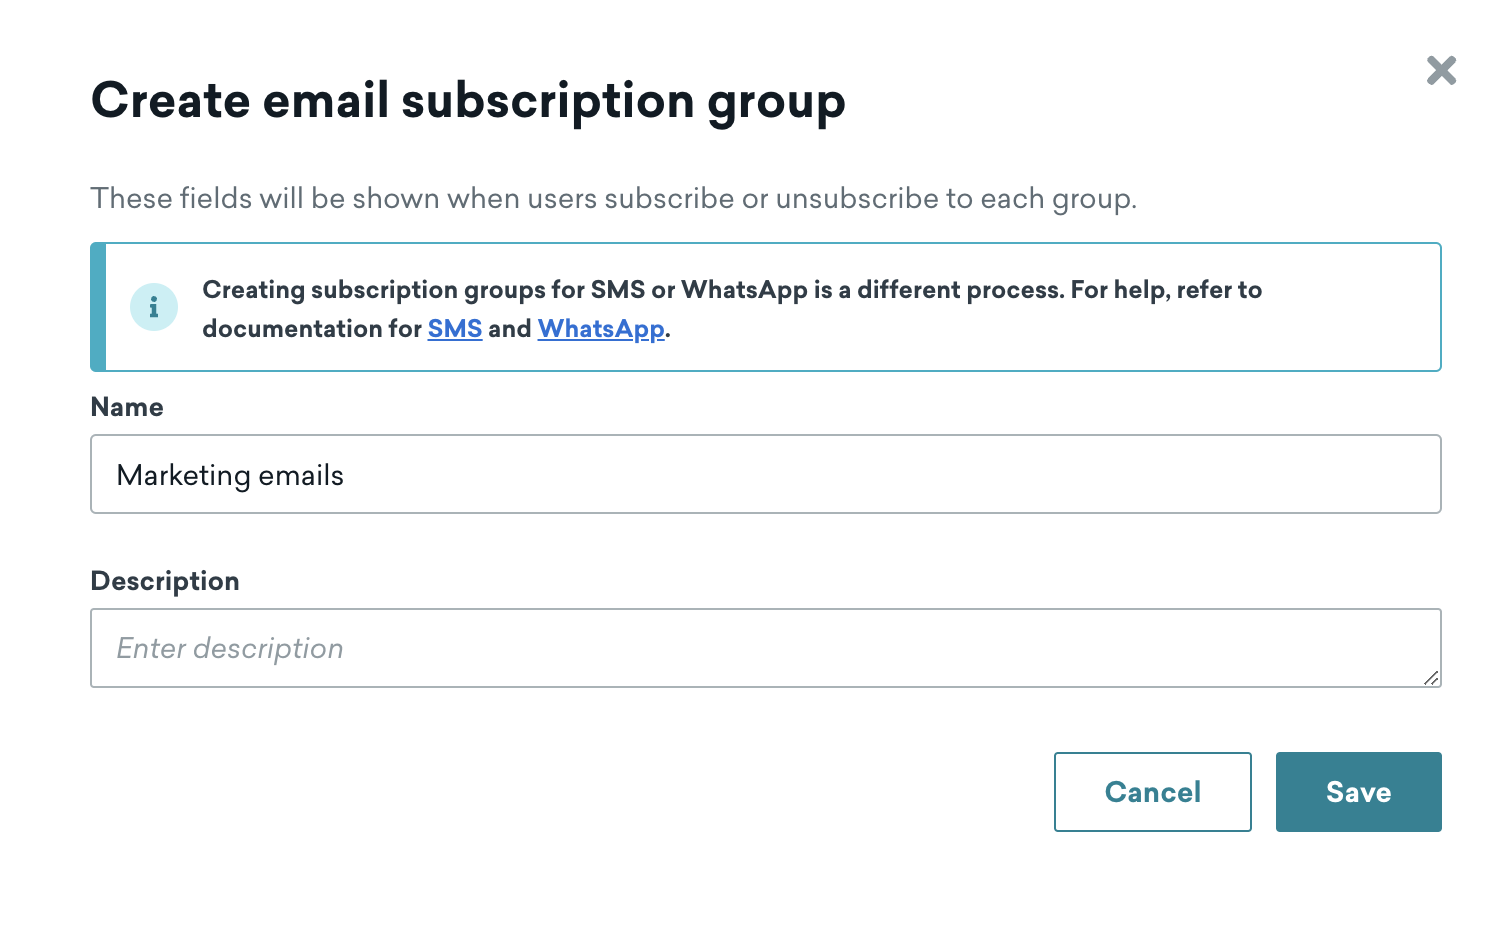 Create email subscription group
These fields will be shown when users subscribe or unsubscribe to each group.
Creating subscription groups for SMS or WhatsApp is a different process. For help, refer to
documentation for SMS and WhatsApp.
Name
Marketing emails
Description
Enter description
Cancel Save